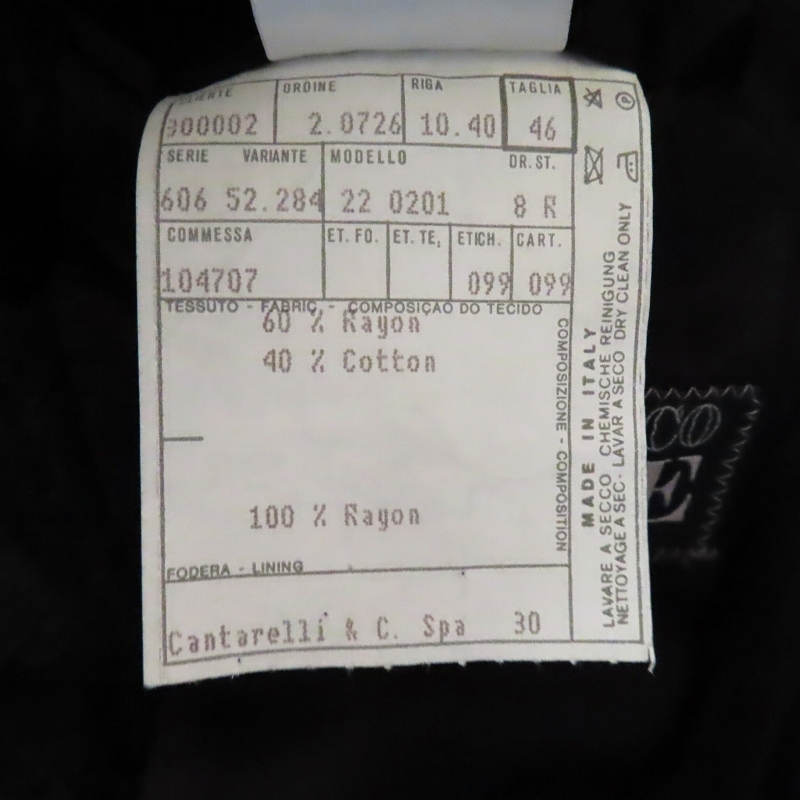 CLIENTE ORDINE RIGA TAGLIA
300002 2.0726 10.40 46
SERIE VARIANTE MODELLO DR.ST.
606 52.284 22 0201 8 R
COMMESSA ET. FO. ET. TE. ETICH. CART.
104707 099 099
TESSUTO - FABRIC - COMPOSIÇAO DO TECIDO
60 % Rayon
40 % Cotton
100 % Rayon
FODERA - LINING
Cantarelli & C. Spa 30
COMPOSIZIONE - COMPOSITION
MADE IN ITALY
LAVARE A SECCO CHEMISCHE REINIGUNG
NETTOYAGE A SEC - LAVAR A SECO DRY CLEAN ONLY
CO
E